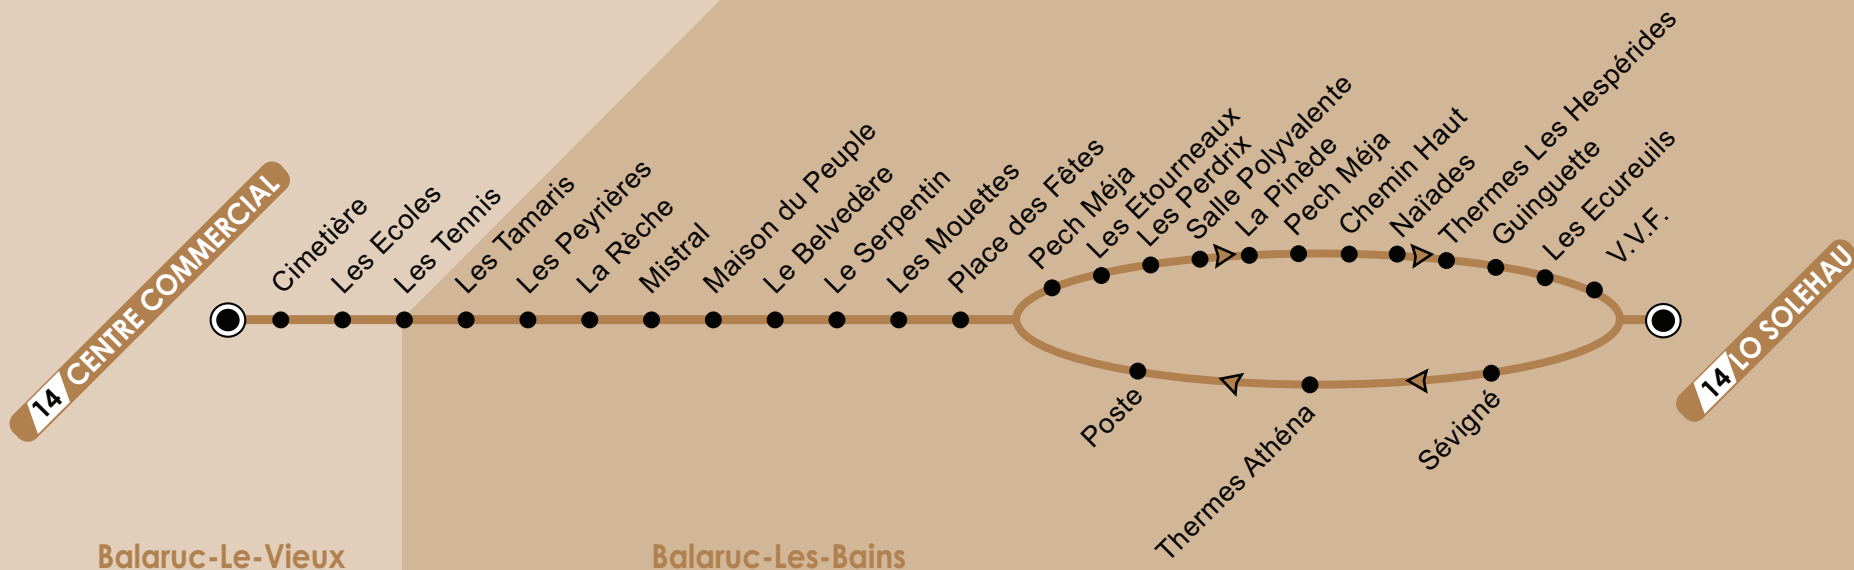 14 CENTRE COMMERCIAL
Cimetière
Les Ecoles
Les Tennis
Les Tamaris
Les Peyrières
La Rèche
Mistral
Maison du Peuple
Le Belvedère
Le Serpentin
Les Mouettes
Place des Fêtes
Pech Méja
Les Etourneaux
Les Perdrix
Salle Polyvalente
La Pinède
Pech Méja
Chemin Haut
Naïades
Thermes Les Hespérides
Guinguette
Les Ecureuils
V.V.F.
14 LO SOLEHAU
Poste
Thermes Athéna
Sévigné
Balaruc-Le-Vieux
Balaruc-Les-Bains